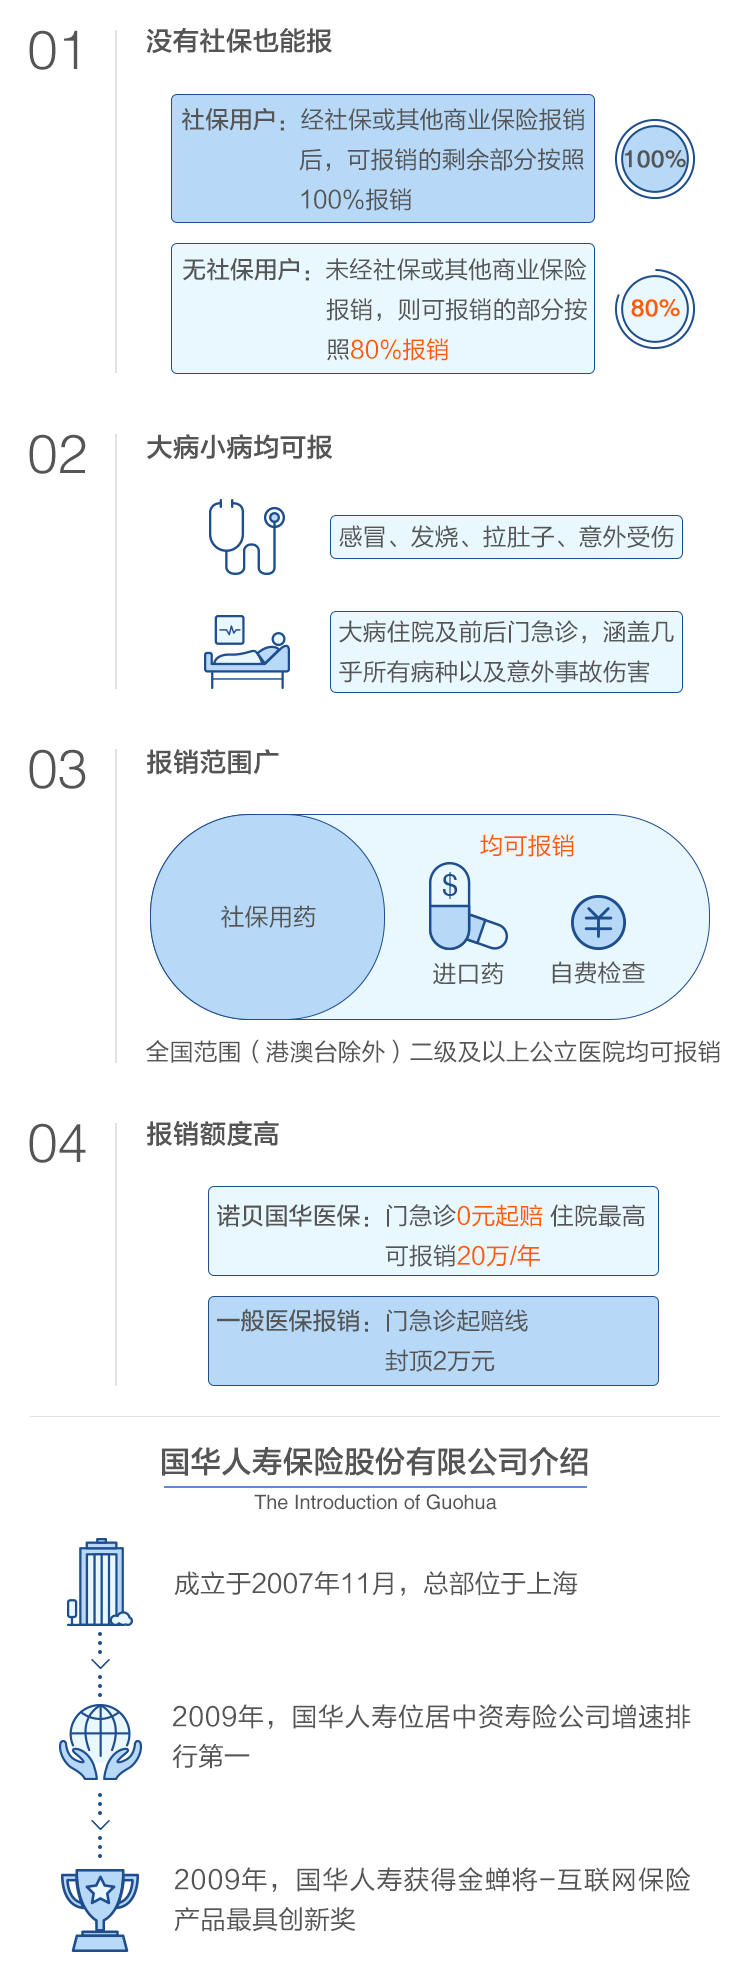 01
没有社保也能报
社保用户：经社保或其他商业保险报销
后，可报销的剩余部分按照
100%报销
100%
无社保用户：未经社保或其他商业保险
报销，则可报销的部分按
照80%报销
80%
02
大病小病均可报
感冒、发烧、拉肚子、意外受伤
大病住院及前后门急诊，涵盖几
乎所有病种以及意外事故伤害
03
报销范围广
均可报销
$
社保用药
进口药
自费检查
全国范围（港澳台除外）二级及以上公立医院均可报销
04
报销额度高
诺贝国华医保：门急诊0元起赔 住院最高
可报销20万/年
一般医保报销：门急诊起赔线
封顶2万元
国华人寿保险股份有限公司介绍
The Introduction of Guohua
成立于2007年11月，总部位于上海
2009年，国华人寿位居中资寿险公司增速排
行第一
2009年，国华人寿获得金蝉将-互联网保险
产品最具创新奖